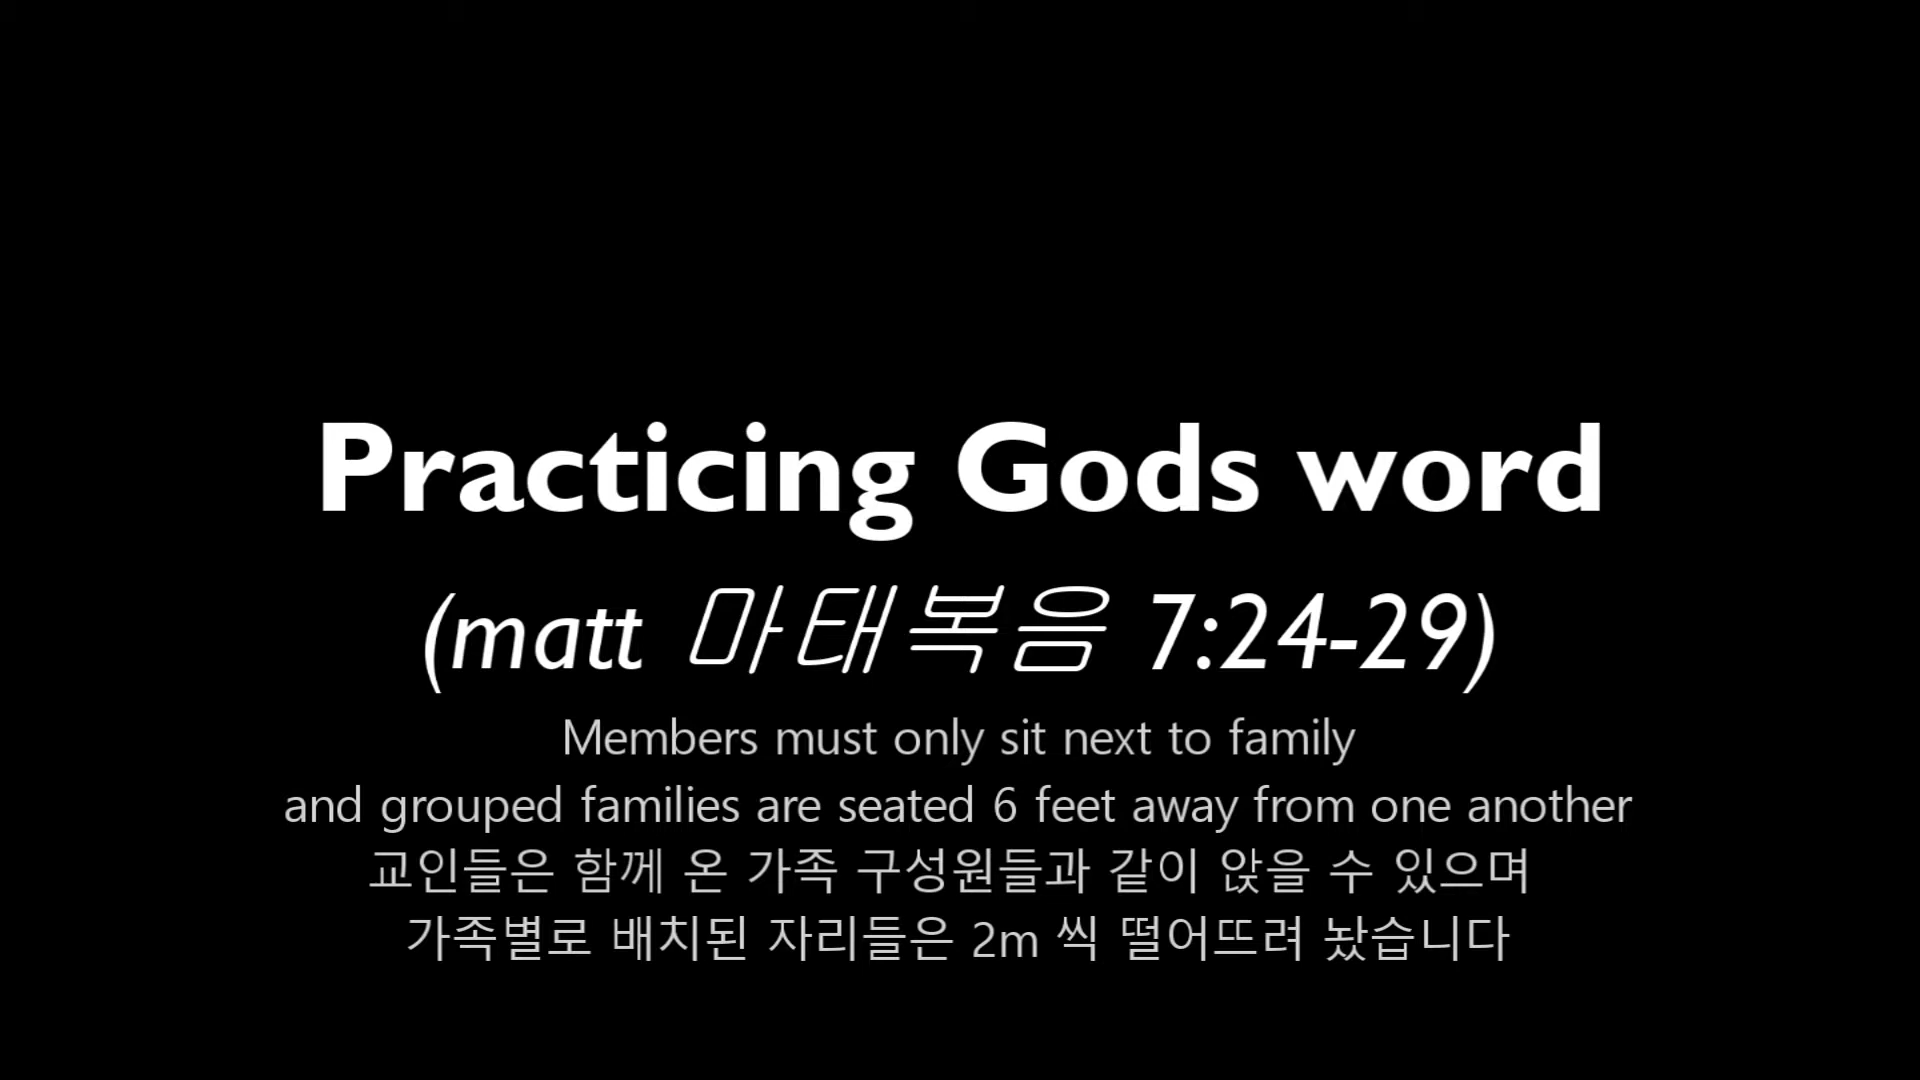 Practicing Gods word
(matt 마태복음 7:24-29)
Members must only sit next to family
and grouped families are seated 6 feet away from one another
교인들은 함께 온 가족 구성원들과 같이 앉을 수 있으며
가족별로 배치된 자리들은 2m 씩 떨어뜨려 놨습니다